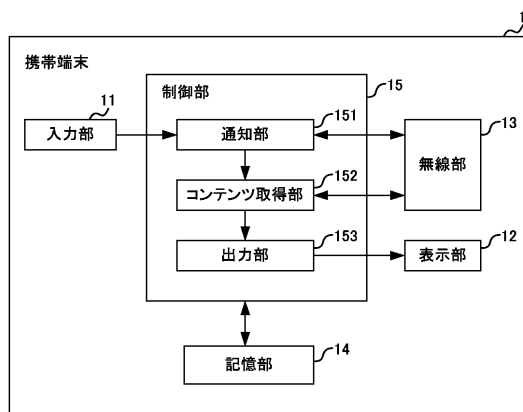 1
携帯端末
制御部
15
11
入力部
通知部
151
13
無線部
コンテンツ取得部
152
出力部
153
12
表示部
記憶部
14